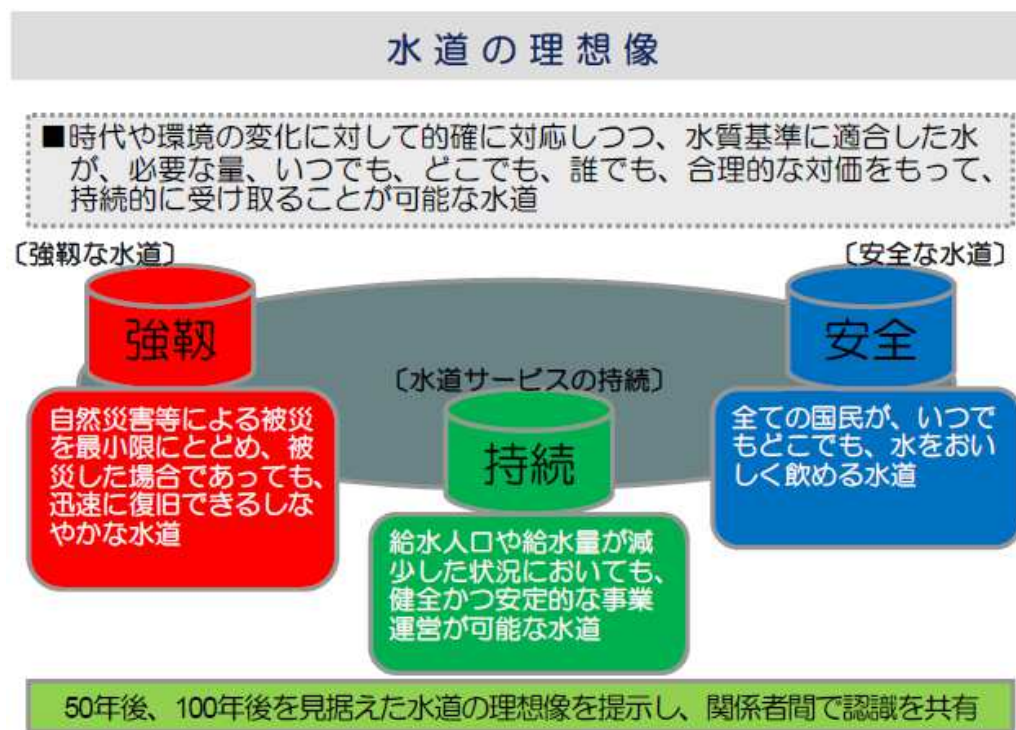 水道の理想像
■時代や環境の変化に対して的確に対応しつつ、水質基準に適合した水
が、必要な量、いつでも、どこでも、誰でも、合理的な対価をもって、
持続的に受け取ることが可能な水道
〔強靱な水道〕
〔安全な水道〕
強靱
安全
〔水道サービスの持続〕
持続
自然災害等による被災
を最小限にとどめ、被
災した場合であっても、
迅速に復旧できるしな
やかな水道
全ての国民が、いつで
もどこでも、水をおい
しく飲める水道
給水人口や給水量が減
少した状況においても、
健全かつ安定的な事業
運営が可能な水道
50年後、100年後を見据えた水道の理想像を提示し、関係者間で認識を共有